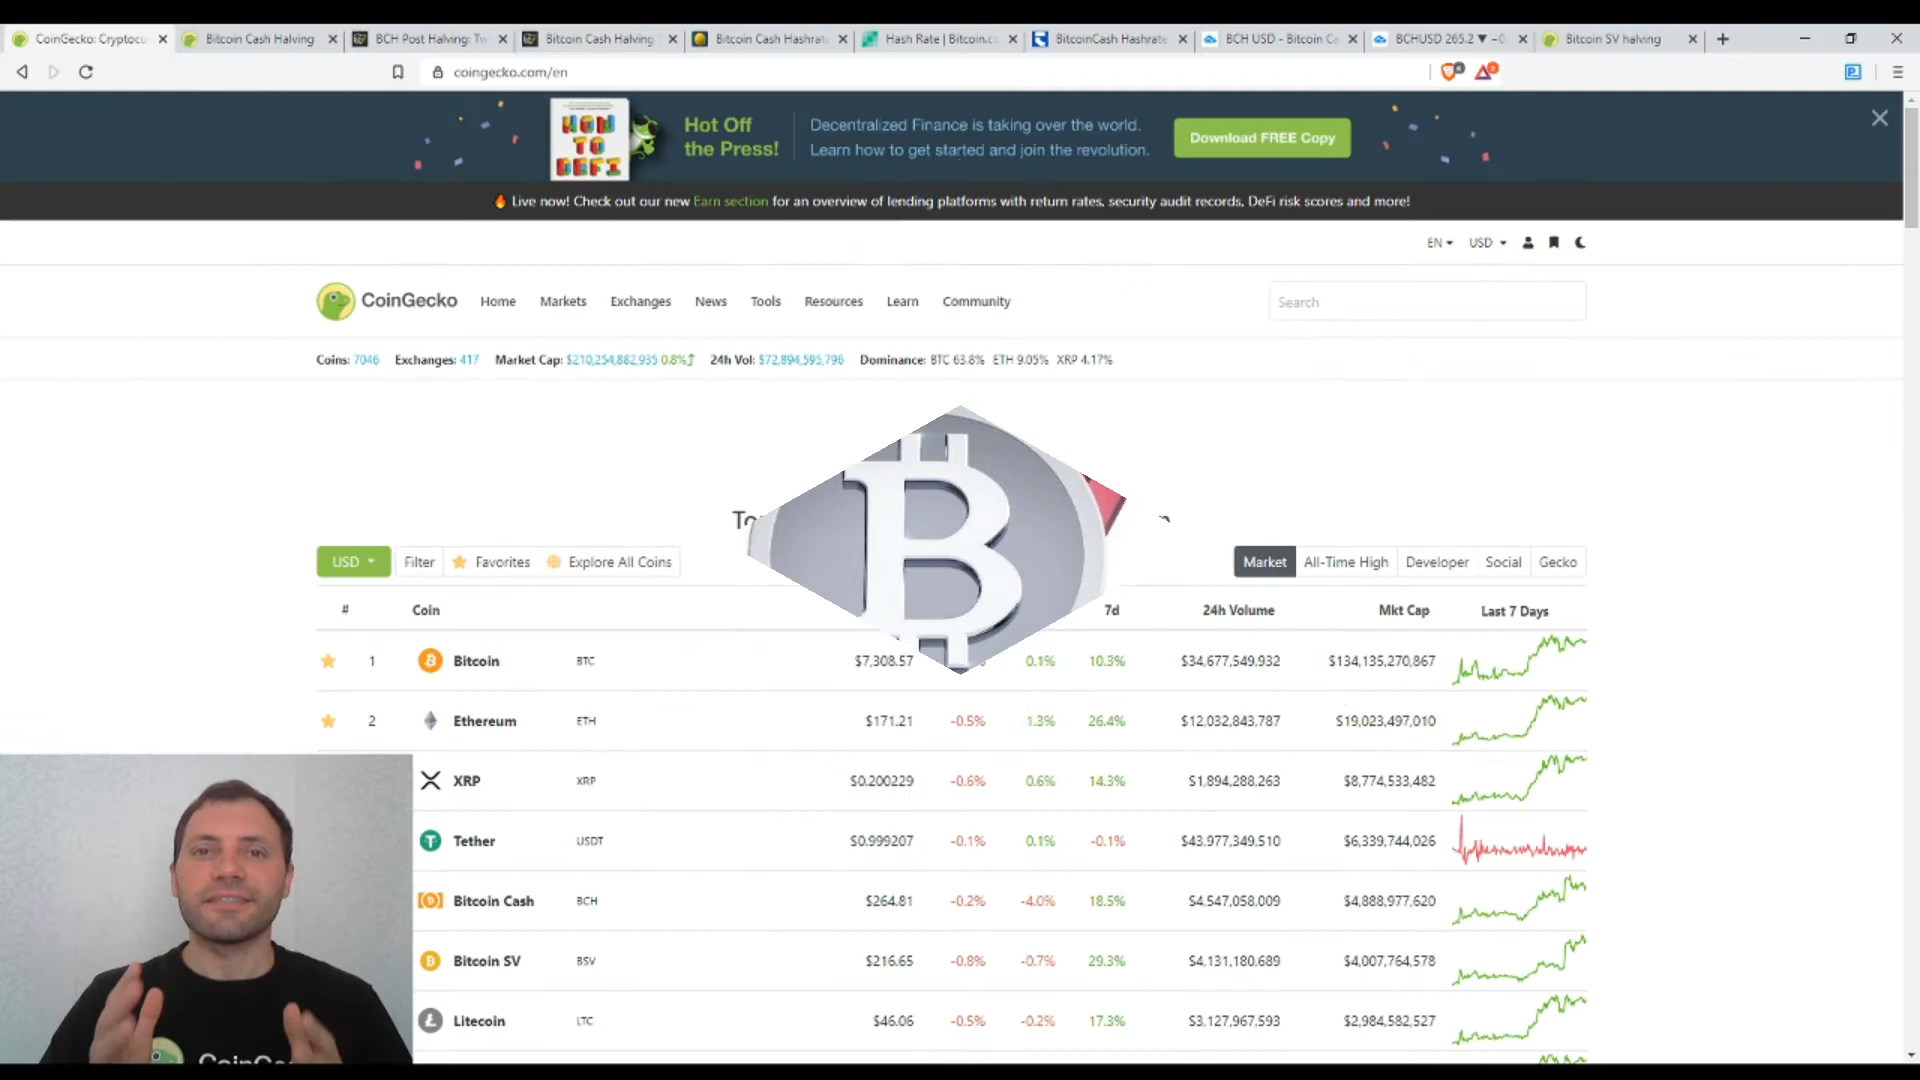 CoinGecko: Cryptocu
Bitcoin Cash Halving
BCH Post Halving: Tw
Bitcoin Cash Halving
Bitcoin Cash Hashrate
Hash Rate | Bitcoin.co
BitcoinCash Hashrate
BCH USD - Bitcoin Ca
BCHUSD 265.2 ▼ −0
Bitcoin SV halving
coingecko.com/en
HOW
TO
DEFI
Hot Off
the Press!
Decentralized Finance is taking over the world.
Learn how to get started and join the revolution.
Download FREE Copy
Live now! Check out our new Earn section for an overview of lending platforms with return rates, security audit records, DeFi risk scores and more!
EN USD
CoinGecko Home Markets Exchanges News Tools Resources Learn Community Search
Coins: 7046 Exchanges: 417 Market Cap: $210,254,882,935 0.8% 24h Vol: $72,894,595,796 Dominance: BTC 63.8% ETH 9.05% XRP 4.17%
USD Filter Favorites Explore All Coins Market All-Time High Developer Social Gecko
# Coin 7d 24h Volume Mkt Cap Last 7 Days
1 Bitcoin BTC $7,308.57 0.1% 10.3% $34,677,549,932 $134,135,270,867
2 Ethereum ETH $171.21 -0.5% 1.3% 26.4% $12,032,843,787 $19,023,497,010
XRP XRP $0.200229 -0.6% 0.6% 14.3% $1,894,288,263 $8,774,533,482
Tether USDT $0.999207 -0.1% 0.1% -0.1% $43,977,349,510 $6,339,744,026
Bitcoin Cash BCH $264.81 -0.2% -4.0% 18.5% $4,547,058,009 $4,888,977,620
Bitcoin SV BSV $216.65 -0.8% -0.7% 29.3% $4,131,180,689 $4,007,764,578
Litecoin LTC $46.06 -0.5% -0.2% 17.3% $3,127,967,593 $2,984,582,527